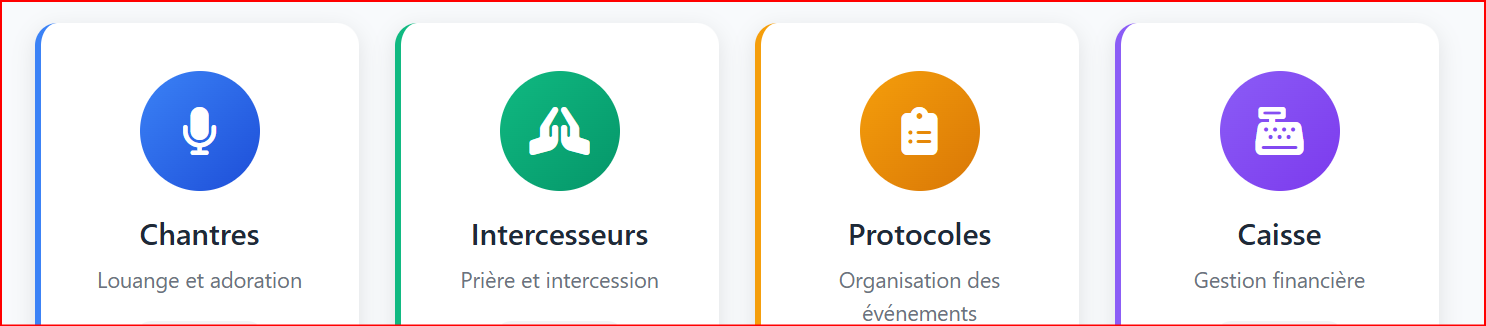 Chantres
Louange et adoration
Intercesseurs
Prière et intercession
Protocoles
Organisation des
événements
Caisse
Gestion financière